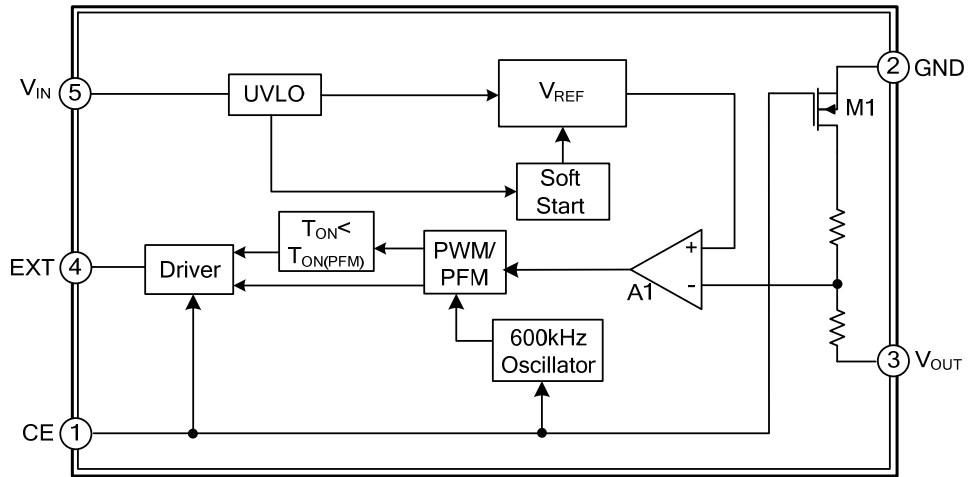 2
GND
VIN
5
UVLO
VREF
M1
Soft
Start
TON<
TON(PFM)
PWM/
PFM
+
-
A1
EXT
4
Driver
600kHz
Oscillator
3
VOUT
CE
1